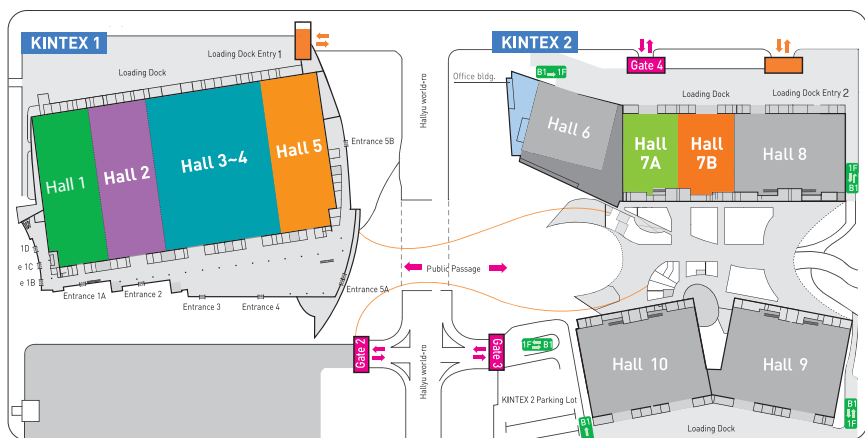 KINTEX 1
Loading Dock Entry 1
Loading Dock
Hall 1
Hall 2
Hall 3~4
Hall 5
Entrance 5B
1D
e 1C
e 1B
Entrance 1A
Entrance 2
Entrance 3
Entrance 4
Entrance 5A
Hallyu world-ro
Public Passage
Gate 2
Gate 3
Hallyu world-ro
KINTEX 2
Gate 4
Office bldg.
B1 1F
Loading Dock
Loading Dock Entry 2
Hall 6
Hall
7A
Hall
7B
Hall 8
1F
B1
Hall 10
Hall 9
1F B1
KINTEX 2 Parking Lot
B1
Loading Dock
B1
1F